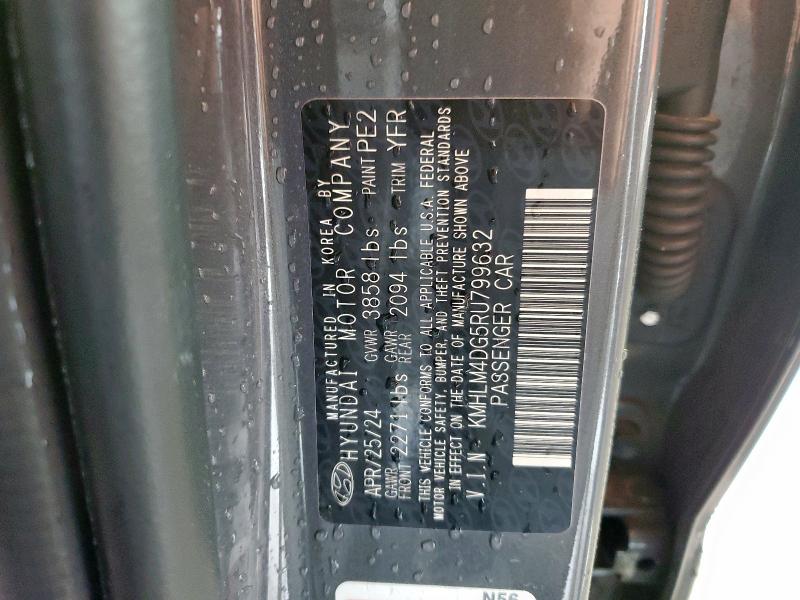 MANUFACTURED IN KOREA BY
HYUNDAI MOTOR COMPANY
APR/25/24 GVWR 3858 lbs PAINT PE2
GAWR FRONT 2271 lbs GAWR REAR 2094 lbs TRIM YFR
THIS VEHICLE CONFORMS TO ALL APPLICABLE U.S.A. FEDERAL
MOTOR VEHICLE SAFETY, BUMPER, AND THEFT PREVENTION STANDARDS
IN EFFECT ON THE DATE OF MANUFACTURE SHOWN ABOVE
V.I.N KMHLM4DG5RU799632
PASSENGER CAR
N56